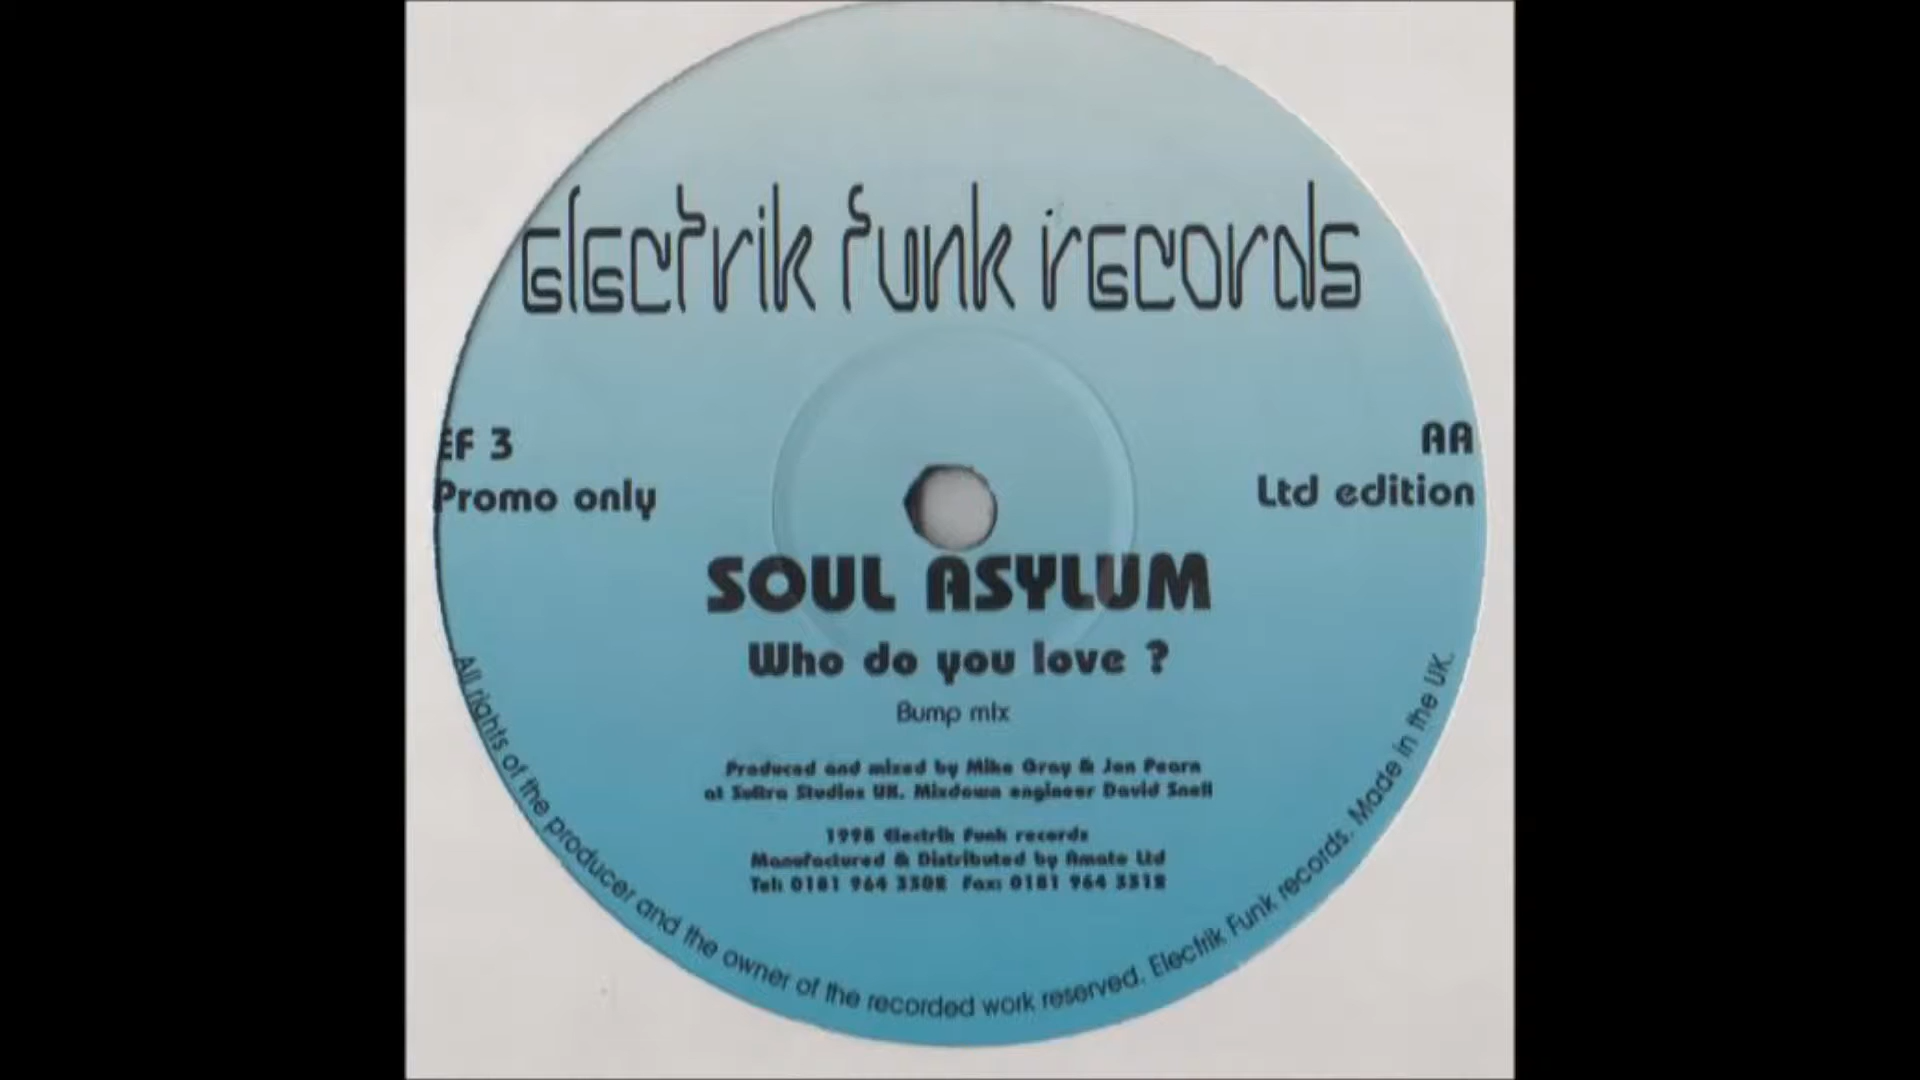 electrik funk records
EF 3
AA
Promo only
Ltd edition
SOUL ASYLUM
Who do you love ?
Bump mix
Produced and mixed by Mike Gray & Jon Pearn
at Sultra Studios UK. Mixdown engineer David Snell
1998 Electrik Funk records
Manufactured & Distributed by Amato Ltd
Tel: 0181 964 3302 Fax: 0181 964 3312
All rights of the producer and the owner of the recorded work reserved. Electrik Funk records. Made in the UK.